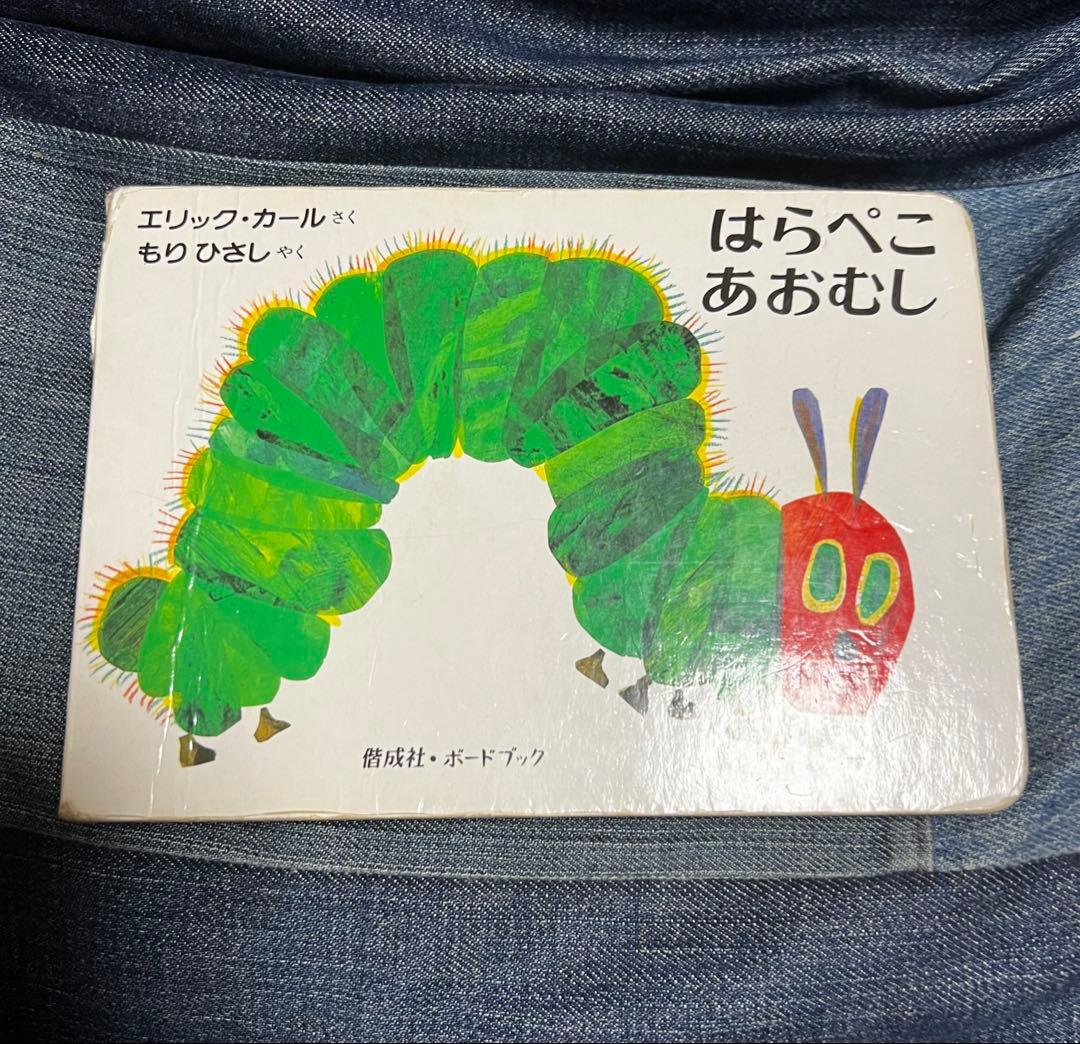 エリック・カール さく
もり ひさし やく
はらぺこ
あおむし
偕成社・ボードブック